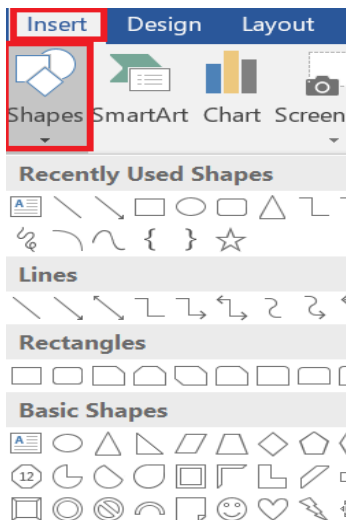 Insert Design Layout
Shapes SmartArt Chart Screen
Recently Used Shapes
A
Lines
Rectangles
Basic Shapes
A
12